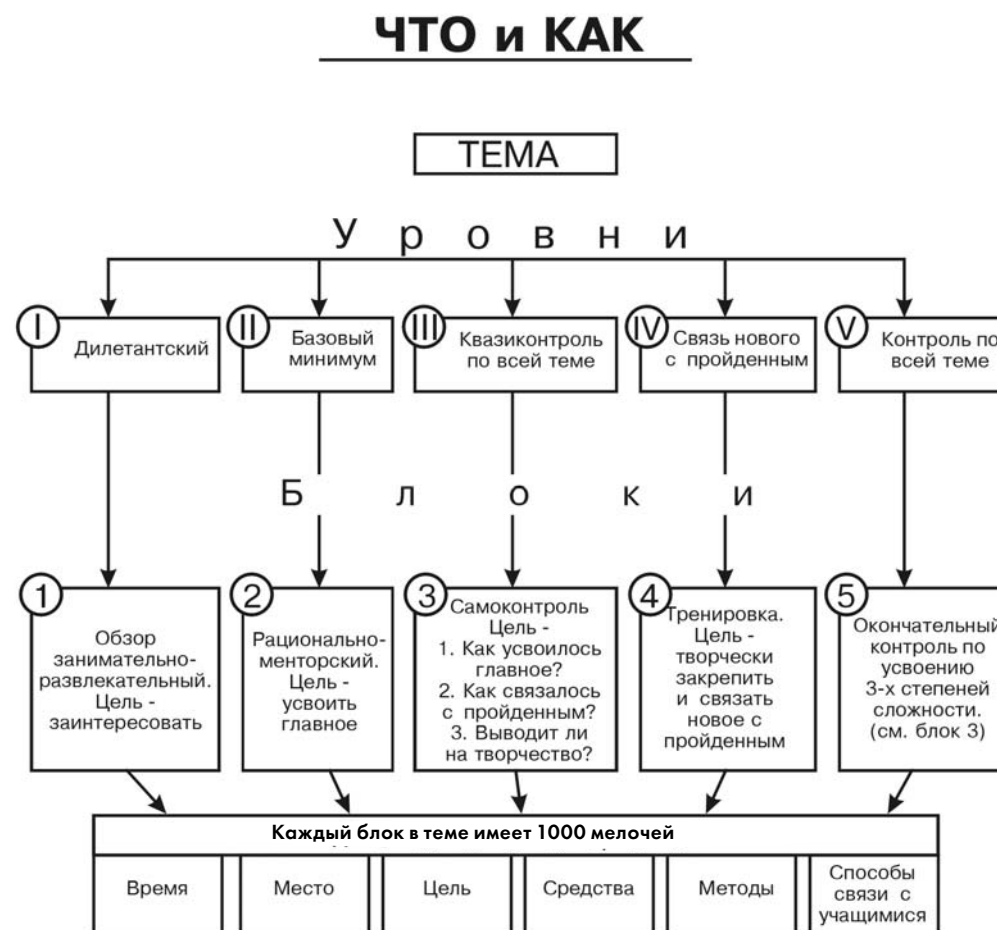 ЧТО и КАК
ТЕМА
Уровни
I
Дилетантский
II
Базовый
минимум
III
Квазиконтроль
по всей теме
IV
Связь нового
с пройденным
V
Контроль по
всей теме
Блоки
1
Обзор
занимательно-
развлекательный.
Цель -
заинтересовать
2
Рационально-
менторский.
Цель -
усвоить
главное
3
Самоконтроль
Цель -
1. Как усвоилось
главное?
2. Как связалось
с пройденным?
3. Выводит ли
на творчество?
4
Тренировка.
Цель -
творчески
закрепить
и связать
новое с
пройденным
5
Окончательный
контроль по
усвоению
3-х степеней
сложности.
(см. блок 3)
Каждый блок в теме имеет 1000 мелочей
Время
Место
Цель
Средства
Методы
Способы
связи с
учащимися